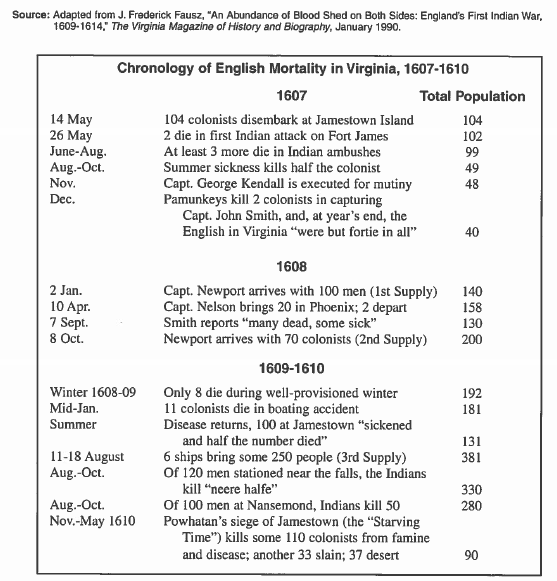 Source: Adapted from J. Frederick Fausz, "An Abundance of Blood Shed on Both Sides: England's First Indian War,
1609-1614," The Virginia Magazine of History and Biography, January 1990.
Chronology of English Mortality in Virginia, 1607-1610
1607 Total Population
14 May 104 colonists disembark at Jamestown Island 104
26 May 2 die in first Indian attack on Fort James 102
June-Aug. At least 3 more die in Indian ambushes 99
Aug.-Oct. Summer sickness kills half the colonist 49
Nov. Capt. George Kendall is executed for mutiny 48
Dec. Pamunkeys kill 2 colonists in capturing
Capt. John Smith, and, at year's end, the
English in Virginia "were but fortie in all" 40
1608
2 Jan. Capt. Newport arrives with 100 men (1st Supply) 140
10 Apr. Capt. Nelson brings 20 in Phoenix; 2 depart 158
7 Sept. Smith reports "many dead, some sick" 130
8 Oct. Newport arrives with 70 colonists (2nd Supply) 200
1609-1610
Winter 1608-09 Only 8 die during well-provisioned winter 192
Mid-Jan. 11 colonists die in boating accident 181
Summer Disease returns, 100 at Jamestown "sickened
and half the number died" 131
11-18 August 6 ships bring some 250 people (3rd Supply) 381
Aug.-Oct. Of 120 men stationed near the falls, the Indians
kill "neere halfe" 330
Aug.-Oct. Of 100 men at Nansemond, Indians kill 50 280
Nov.-May 1610 Powhatan's siege of Jamestown (the "Starving
Time") kills some 110 colonists from famine
and disease; another 33 slain; 37 desert 90